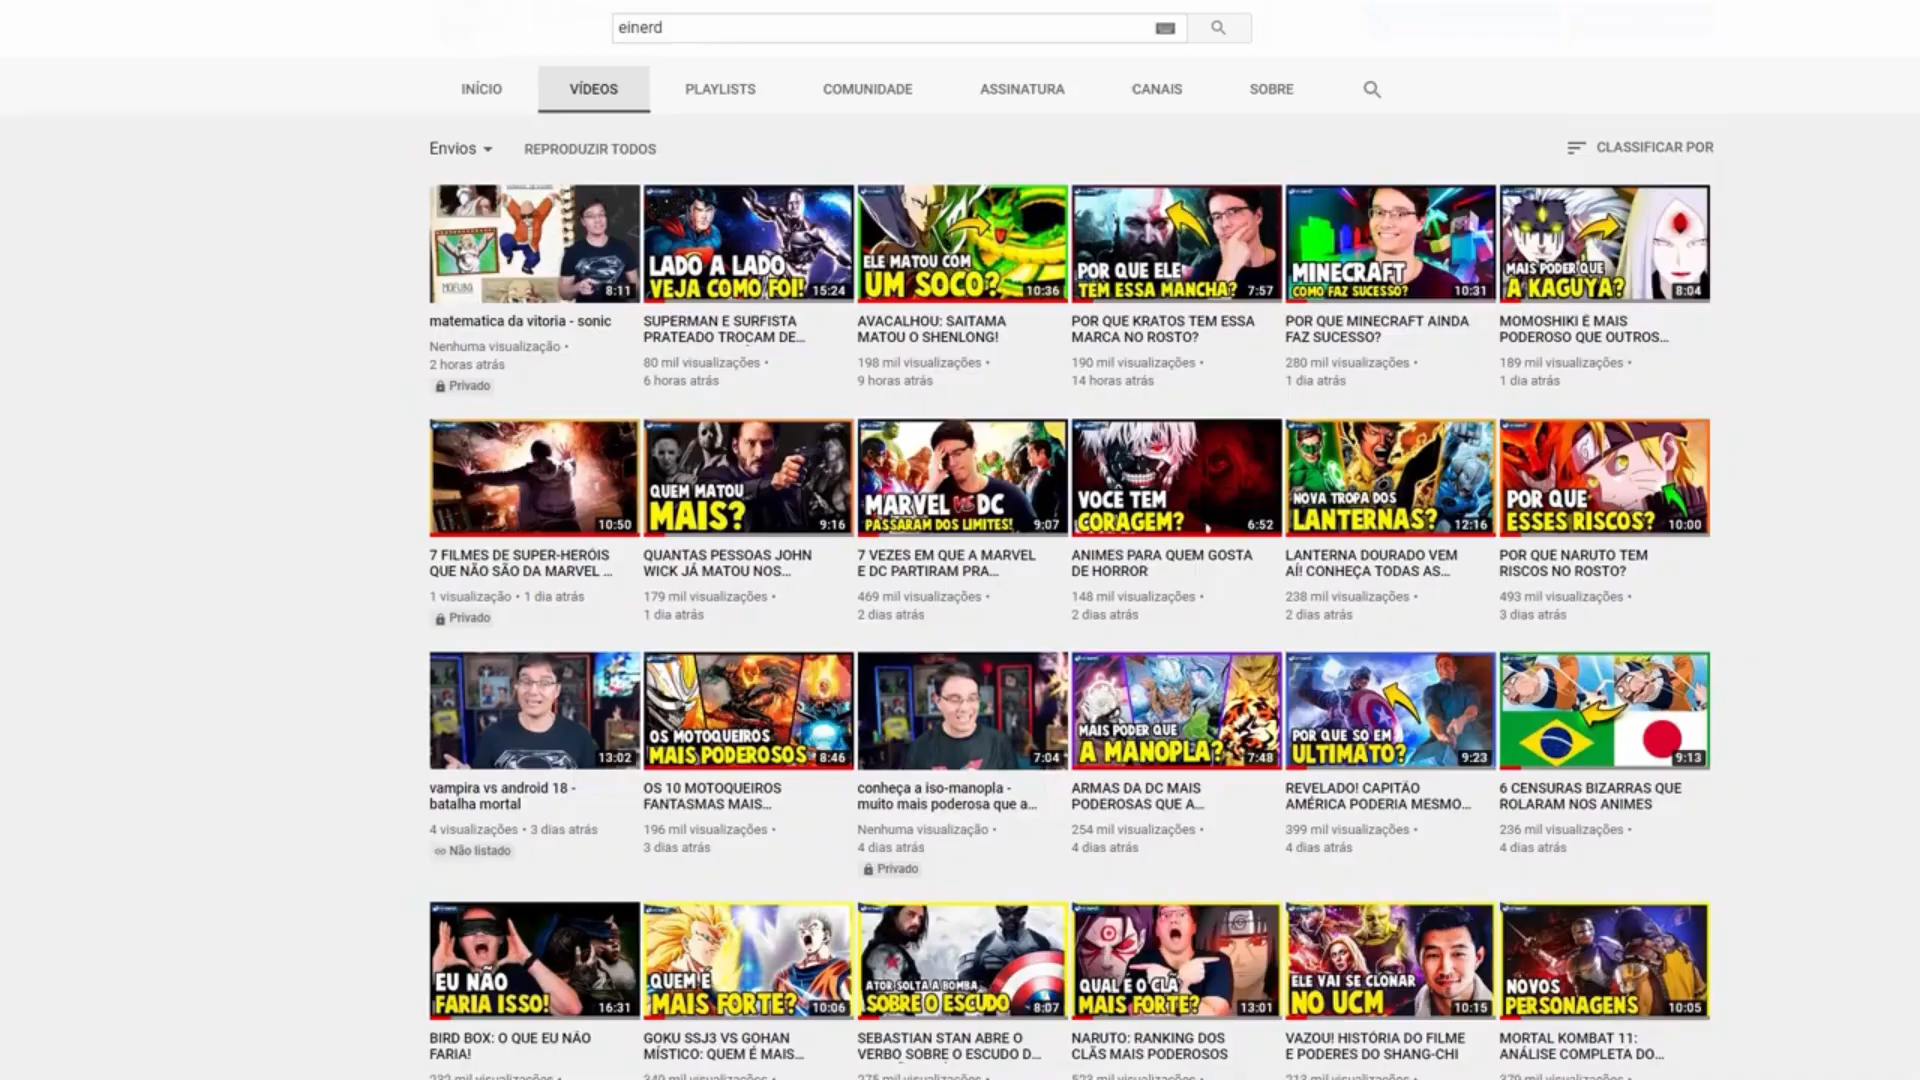 einerd
INÍCIO
VÍDEOS
PLAYLISTS
COMUNIDADE
ASSINATURA
CANAIS
SOBRE
Envios
REPRODUZIR TODOS
CLASSIFICAR POR
8:11
LADO A LADO
VEJA COMO FOI!
15:24
ELE MATOU COM
UM SOCO?
10:36
POR QUE ELE
TEM ESSA MANCHA?
7:57
MINECRAFT
COMO FAZ SUCESSO?
10:31
MAIS PODER QUE
A KAGUYA?
8:04
matematica da vitoria - sonic
Nenhuma visualização •
2 horas atrás
Privado
SUPERMAN E SURFISTA
PRATEADO TROCAM DE...
80 mil visualizações •
6 horas atrás
AVACALHOU: SAITAMA
MATOU O SHENLONG!
198 mil visualizações •
9 horas atrás
POR QUE KRATOS TEM ESSA
MARCA NO ROSTO?
190 mil visualizações •
14 horas atrás
POR QUE MINECRAFT AINDA
FAZ SUCESSO?
280 mil visualizações •
1 dia atrás
MOMOSHIKI É MAIS
PODEROSO QUE OUTROS...
189 mil visualizações •
1 dia atrás
10:50
QUEM MATOU
MAIS?
9:16
MARVEL VS DC
PASSARAM DOS LIMITES!
9:07
VOCÊ TEM
CORAGEM?
6:52
NOVA TROPA DOS
LANTERNAS?
12:16
POR QUE
ESSES RISCOS?
10:00
7 FILMES DE SUPER-HERÓIS
QUE NÃO SÃO DA MARVEL ...
1 visualização • 1 dia atrás
Privado
QUANTAS PESSOAS JOHN
WICK JÁ MATOU NOS...
179 mil visualizações •
1 dia atrás
7 VEZES EM QUE A MARVEL
E DC PARTIRAM PRA...
469 mil visualizações •
2 dias atrás
ANIMES PARA QUEM GOSTA
DE HORROR
148 mil visualizações •
2 dias atrás
LANTERNA DOURADO VEM
AÍ! CONHEÇA TODAS AS...
238 mil visualizações •
2 dias atrás
POR QUE NARUTO TEM
RISCOS NO ROSTO?
493 mil visualizações •
3 dias atrás
13:02
OS MOTOQUEIROS
MAIS PODEROSOS
8:46
7:04
MAIS PODER QUE
A MANOPLA?
7:48
POR QUE SÓ EM
ULTIMATO?
9:23
9:13
vampira vs android 18 -
batalha mortal
4 visualizações • 3 dias atrás
Não listado
OS 10 MOTOQUEIROS
FANTASMAS MAIS...
196 mil visualizações •
3 dias atrás
conheça a iso-manopla -
muito mais poderosa que a...
Nenhuma visualização •
4 dias atrás
Privado
ARMAS DA DC MAIS
PODEROSAS QUE A...
254 mil visualizações •
4 dias atrás
REVELADO! CAPITÃO
AMÉRICA PODERIA MESMO...
399 mil visualizações •
4 dias atrás
6 CENSURAS BIZARRAS QUE
ROLARAM NOS ANIMES
236 mil visualizações •
4 dias atrás
EU NÃO
FARIA ISSO!
16:31
QUEM É
MAIS FORTE?
10:06
ATOR SOLTA A BOMBA
SOBRE O ESCUDO
8:07
QUAL É O CLÃ
MAIS FORTE?
13:01
ELE VAI SE CLONAR
NO UCM
10:15
NOVOS
PERSONAGENS
10:05
BIRD BOX: O QUE EU NÃO
FARIA!
GOKU SSJ3 VS GOHAN
MÍSTICO: QUEM É MAIS...
SEBASTIAN STAN ABRE O
VERBO SOBRE O ESCUDO D...
NARUTO: RANKING DOS
CLÃS MAIS PODEROSOS
VAZOU! HISTÓRIA DO FILME
E PODERES DO SHANG-CHI
MORTAL KOMBAT 11:
ANÁLISE COMPLETA DO...